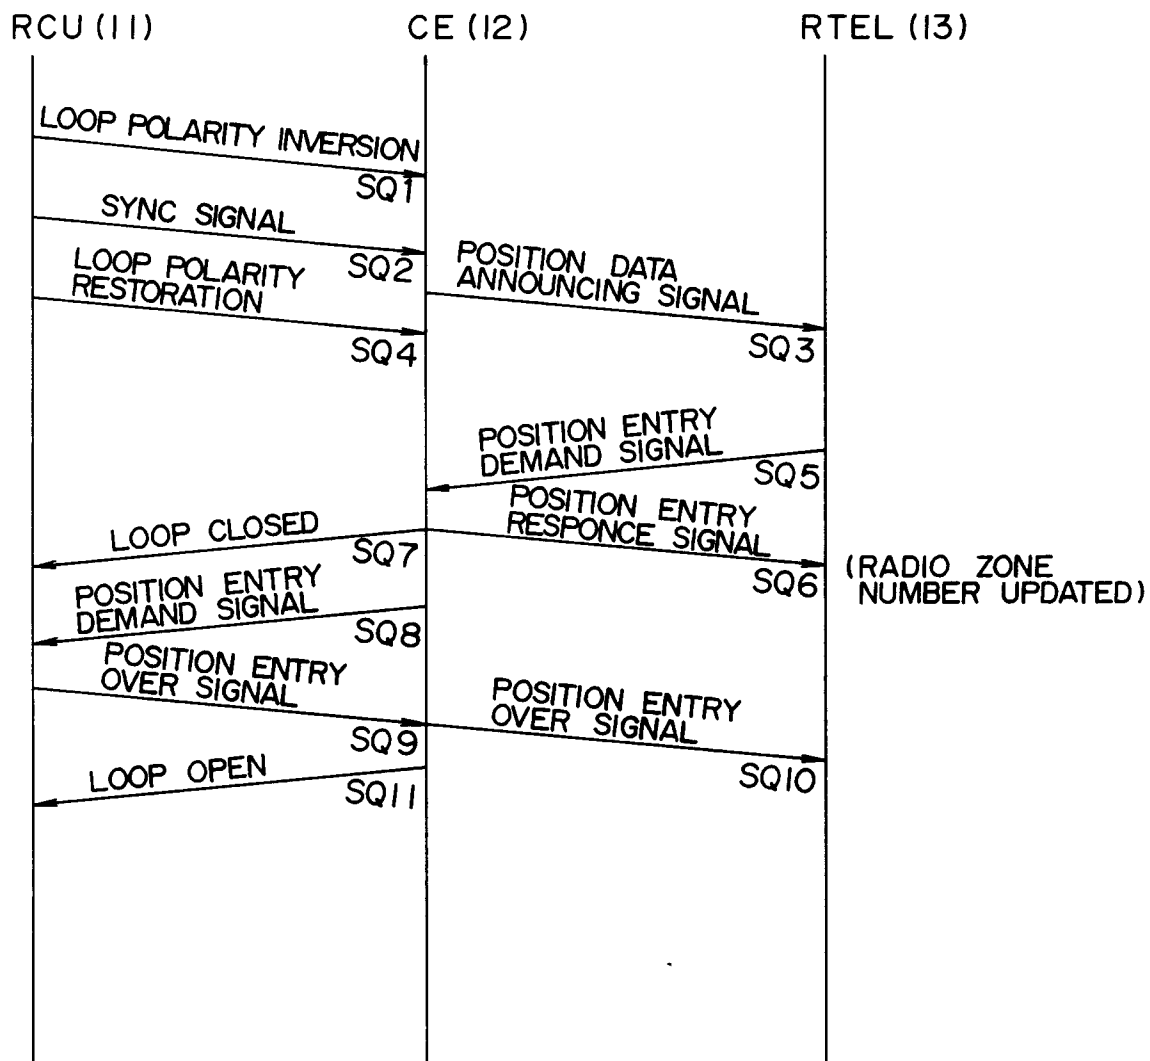 RCU (11) CE (12) RTEL (13)
LOOP POLARITY INVERSION
SQ1
SYNC SIGNAL
SQ2
POSITION DATA
ANNOUNCING SIGNAL
SQ3
LOOP POLARITY
RESTORATION
SQ4
POSITION ENTRY
DEMAND SIGNAL
SQ5
POSITION ENTRY
RESPONCE SIGNAL
SQ6
(RADIO ZONE
NUMBER UPDATED)
LOOP CLOSED
SQ7
POSITION ENTRY
DEMAND SIGNAL
SQ8
POSITION ENTRY
OVER SIGNAL
SQ9
POSITION ENTRY
OVER SIGNAL
SQ10
LOOP OPEN
SQ11